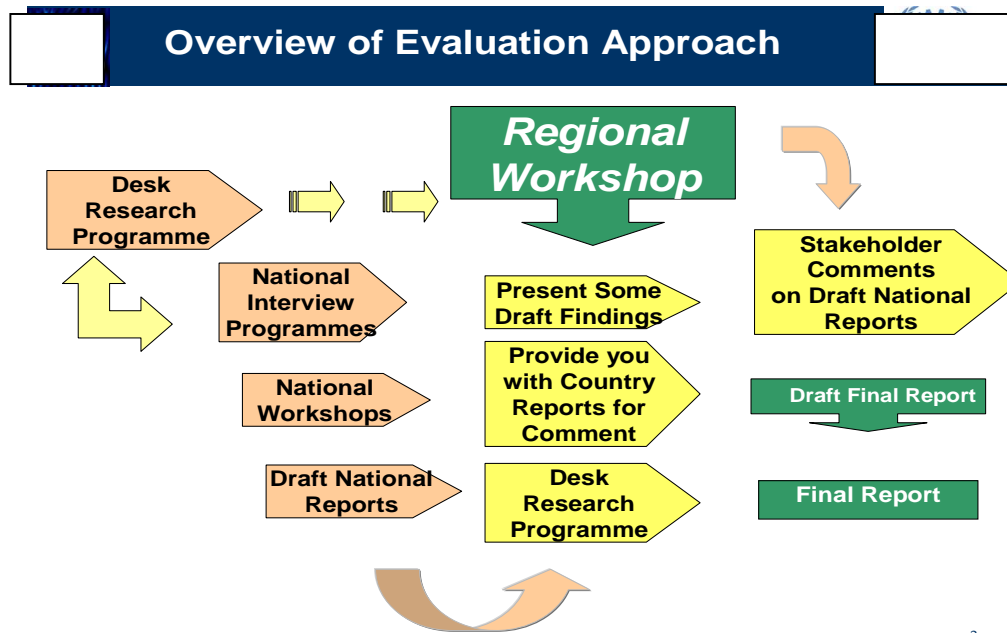 Overview of Evaluation Approach
Regional
Workshop
Desk
Research
Programme
National
Interview
Programmes
National
Workshops
Draft National
Reports
Present Some
Draft Findings
Provide you
with Country
Reports for
Comment
Desk
Research
Programme
Stakeholder
Comments
on Draft National
Reports
Draft Final Report
Final Report